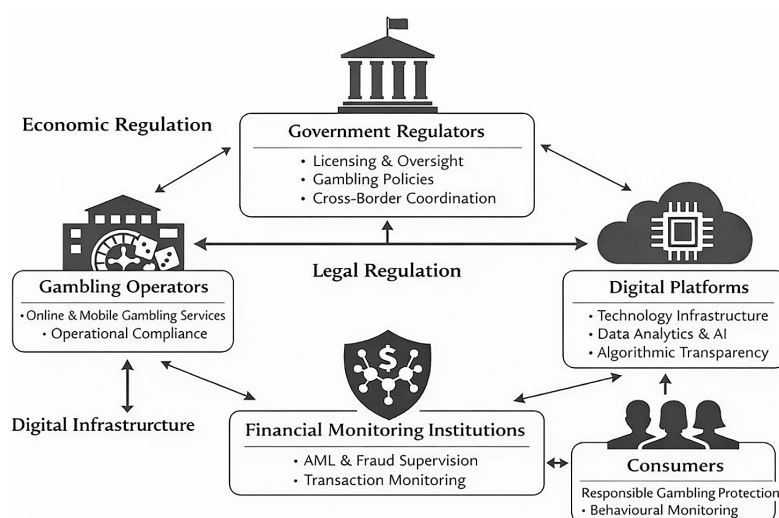 Economic Regulation
Government Regulators
• Licensing & Oversight
• Gambling Policies
• Cross-Border Coordination
Legal Regulation
Gambling Operators
• Online & Mobile Gambling Services
• Operational Compliance
Digital Platforms
• Technology Infrastructure
• Data Analytics & AI
• Algorithmic Transparency
Digital Infrastrurcture
$
Financial Monitoring Institutions
• AML & Fraud Supervision
• Transaction Monitoring
Consumers
Responsible Gambling Protection
• Behavioural Monitoring